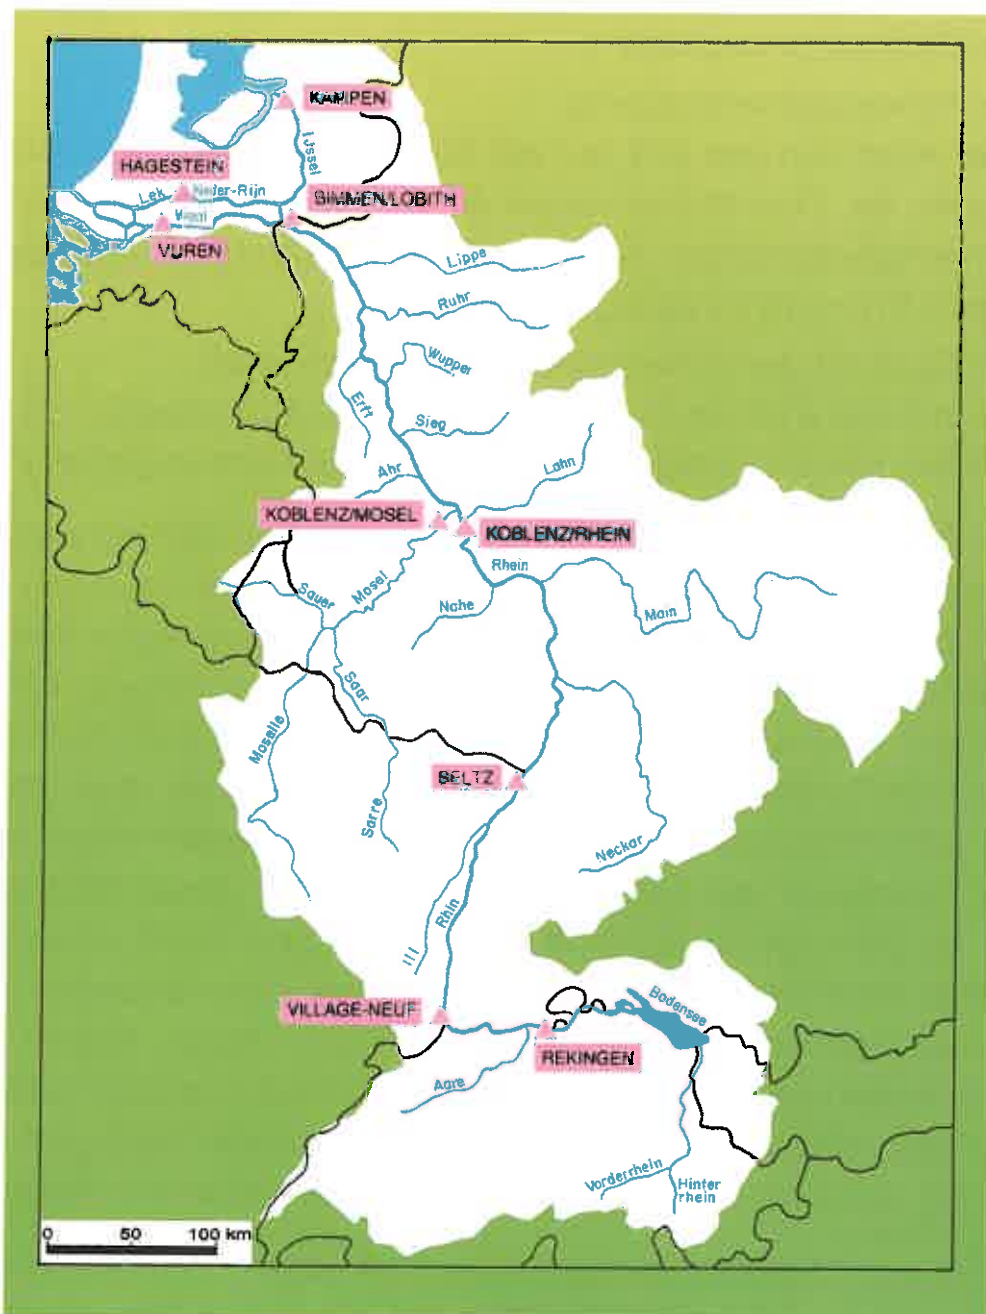 KAMPEN
IJssel
HAGESTEIN
Lek
Neder-Rijn
BIMMEN/LOBITH
Waal
VUREN
Lippe
Ruhr
Wupper
Erft
Sieg
Ahr
Lahn
KOBLENZ/MOSEL
KOBLENZ/RHEIN
Rhein
Sauer
Mosel
Nahe
Main
Saar
Moselle
SELTZ
Sarre
Neckar
Rhin
Ill
VILLAGE-NEUF
Bodensee
REKINGEN
Aare
Vorderrhein
Hinter
rhein
0 50 100 km